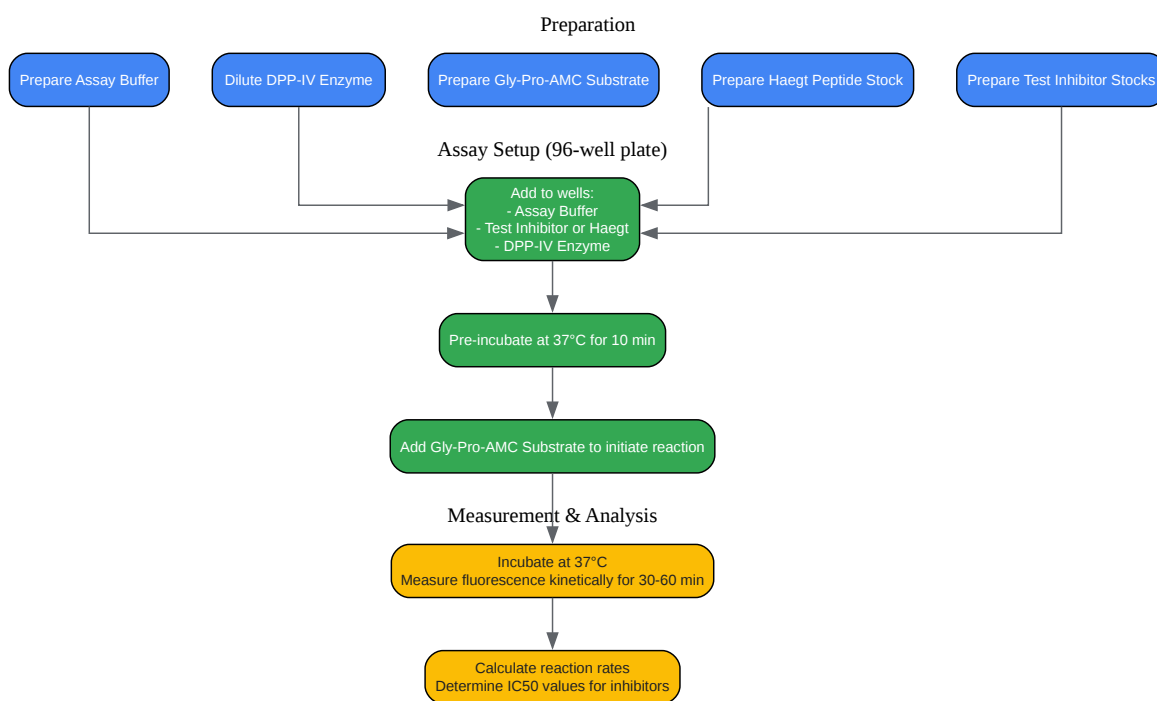 Preparation
Prepare Assay Buffer
Dilute DPP-IV Enzyme
Prepare Gly-Pro-AMC Substrate
Prepare Haegt Peptide Stock
Prepare Test Inhibitor Stocks
Assay Setup (96-well plate)
Add to wells:
- Assay Buffer
- Test Inhibitor or Haegt
- DPP-IV Enzyme
Pre-incubate at 37°C for 10 min
Add Gly-Pro-AMC Substrate to initiate reaction
Measurement & Analysis
Incubate at 37°C
Measure fluorescence kinetically for 30-60 min
Calculate reaction rates
Determine IC50 values for inhibitors